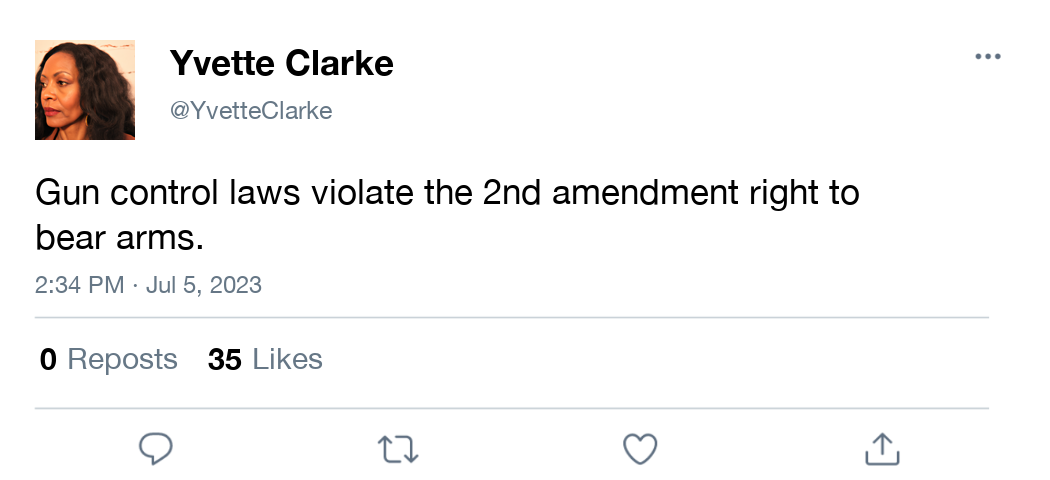 Yvette Clarke
@YvetteClarke
Gun control laws violate the 2nd amendment right to
bear arms.
2:34 PM · Jul 5, 2023
0 Reposts 35 Likes